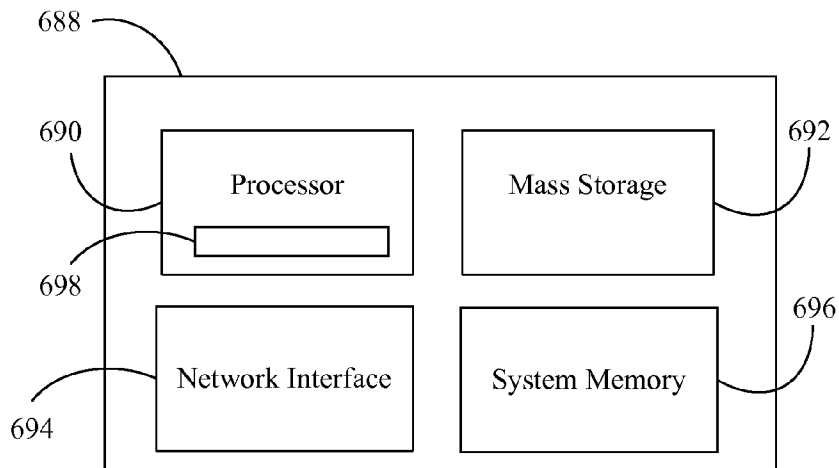 688
690
Processor
Mass Storage
692
698
Network Interface
System Memory
696
694